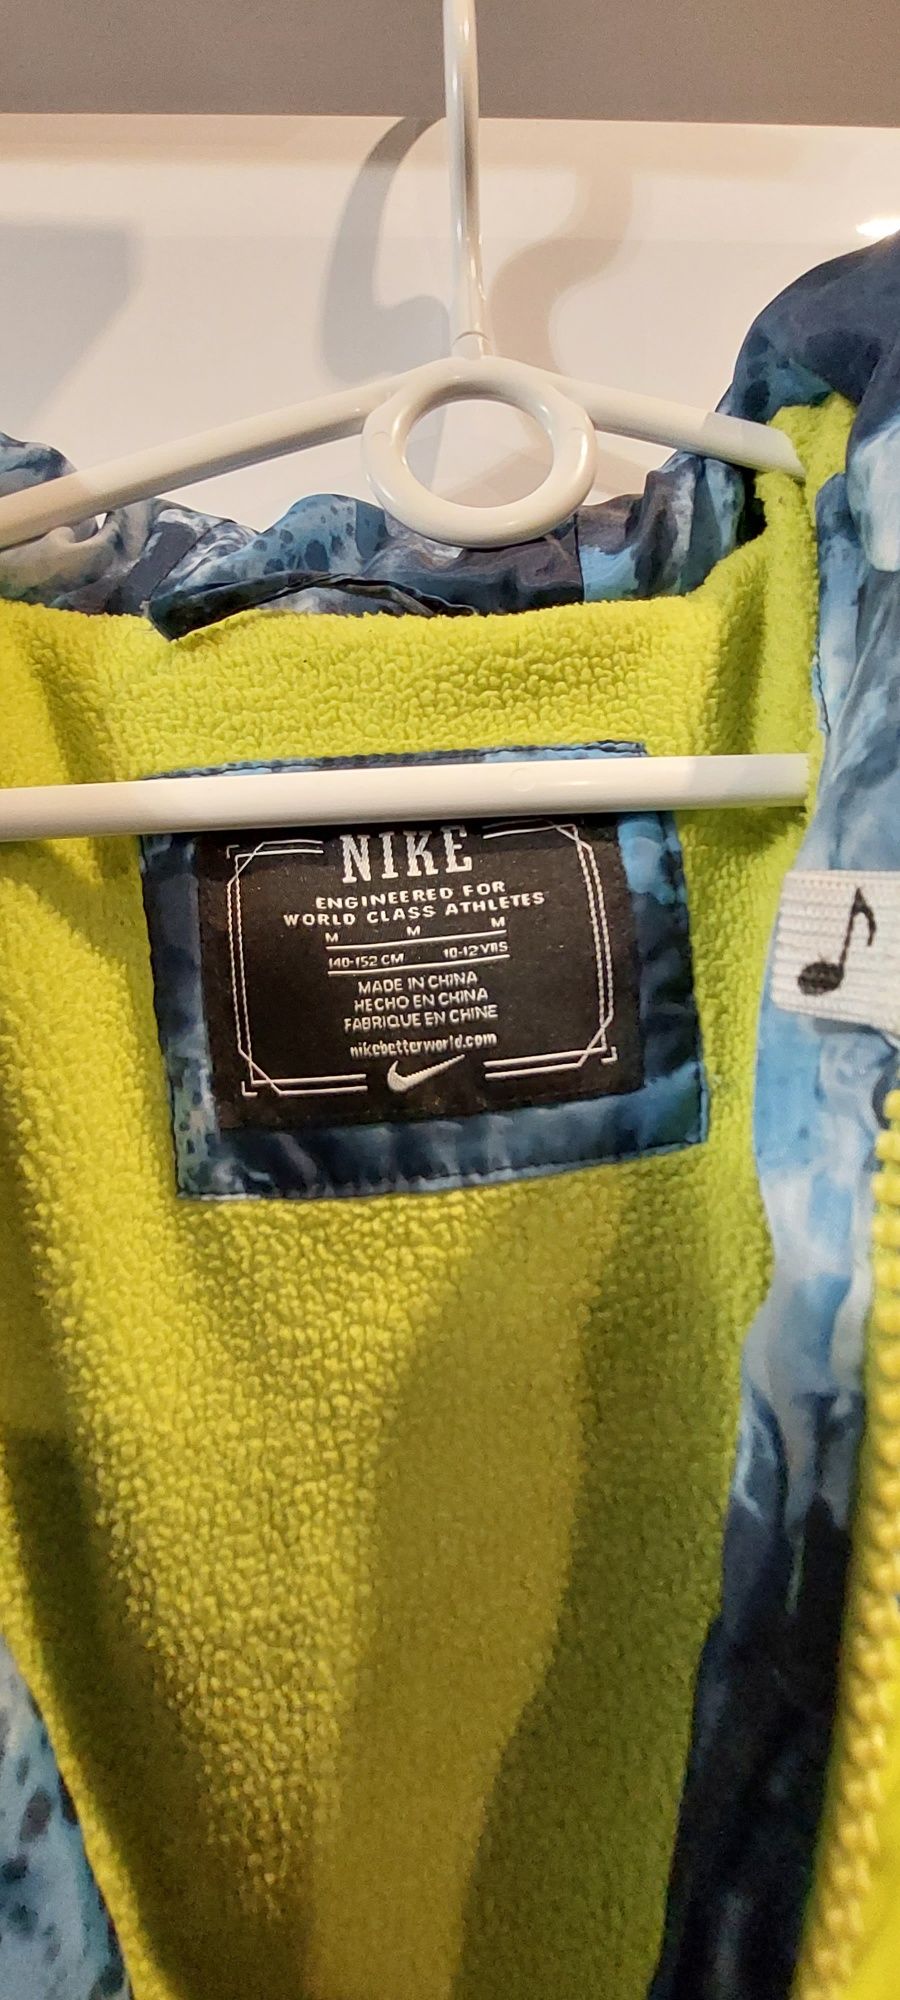 NIKE
ENGINEERED FOR
WORLD CLASS ATHLETES
M M M
140-152 CM 10-12 YRS
MADE IN CHINA
HECHO EN CHINA
FABRIQUE EN CHINE
nikebetterworld.com